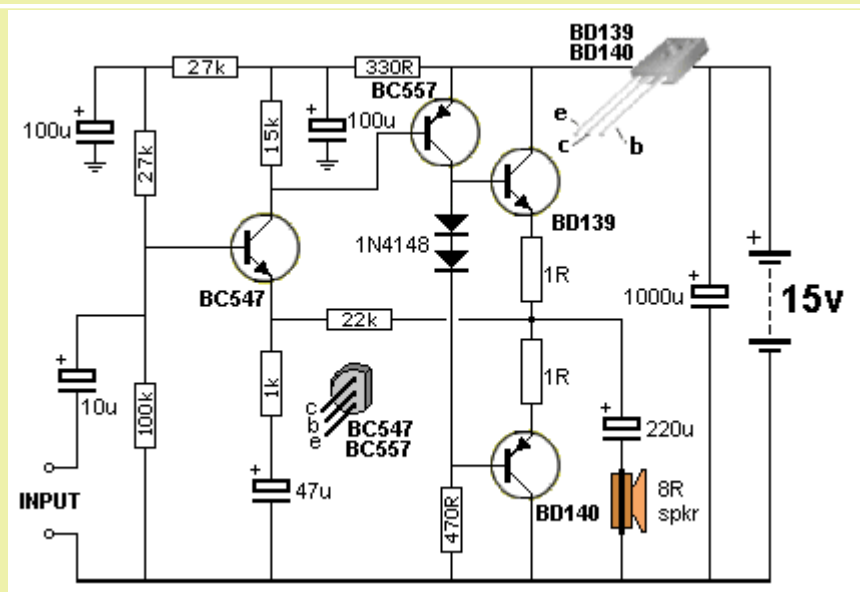 BD139
BD140
27k
330R
BC557
100u
27k
15k
100u
e
c
b
BD139
1N4148
1R
BC547
1000u
15v
22k
10u
100k
1k
c
b
e
BC547
BC557
1R
220u
INPUT
47u
470R
BD140
8R
spkr